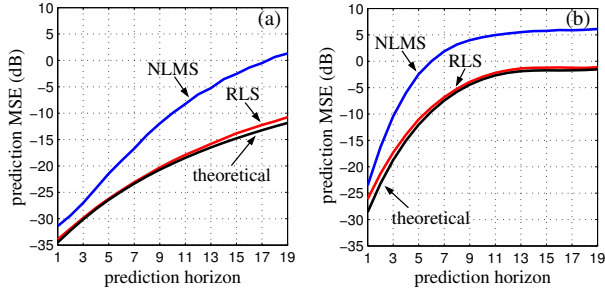 (a)
prediction MSE (dB)
10
5
0
−5
−10
−15
−20
−25
−30
−35
NLMS
RLS
theoretical
1 3 5 7 9 11 13 15 17 19
prediction horizon
(b)
prediction MSE (dB)
10
5
0
−5
−10
−15
−20
−25
−30
−35
NLMS
RLS
theoretical
1 3 5 7 9 11 13 15 17 19
prediction horizon